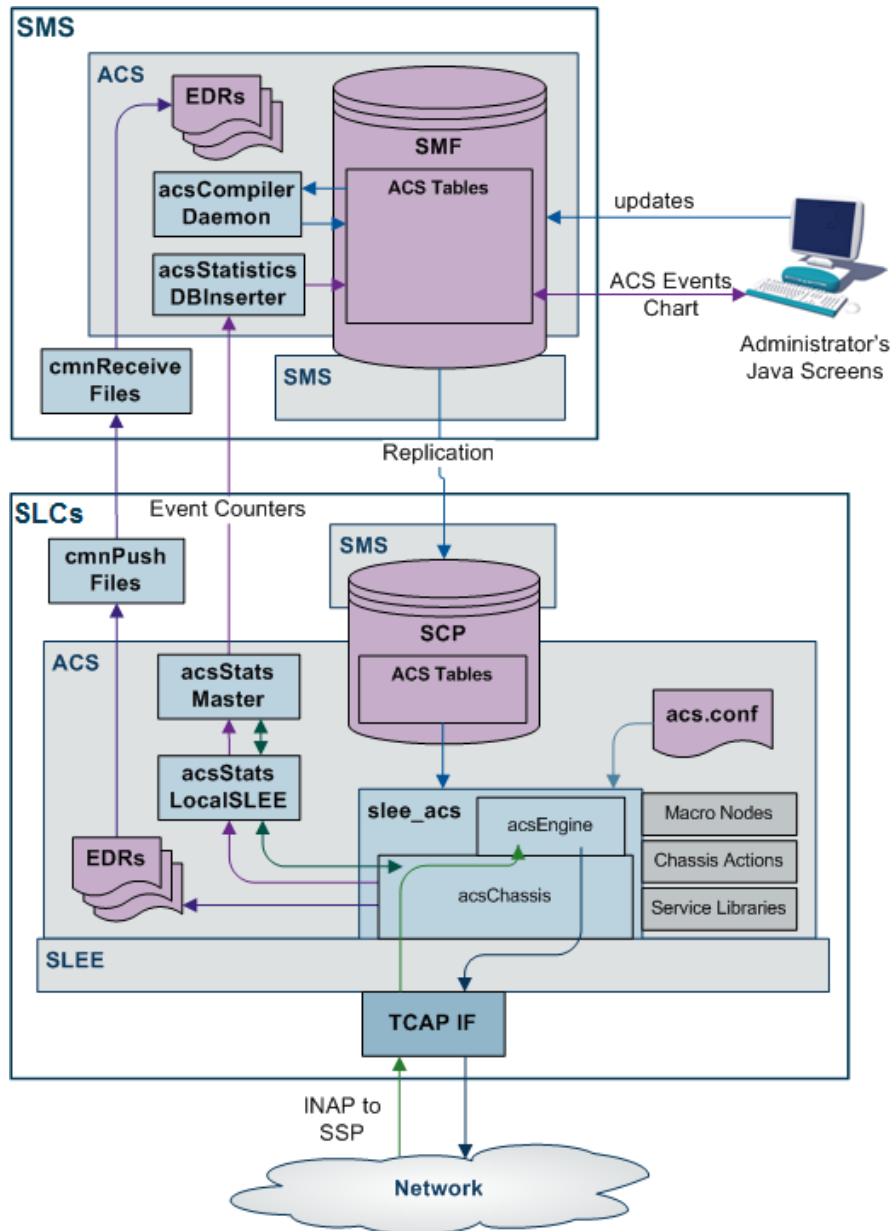 SMS
ACS
EDRs
SMF
ACS Tables
acsCompiler
Daemon
acsStatistics
DBInserter
updates
ACS Events
Chart
Administrator's
Java Screens
cmnReceive
Files
SMS
Replication
SLCs
Event Counters
cmnPush
Files
SMS
SCP
ACS Tables
ACS
acsStats
Master
acs.conf
acsStats
LocalSLEE
slee_acs
acsEngine
Macro Nodes
Chassis Actions
Service Libraries
EDRs
acsChassis
SLEE
TCAP IF
INAP to
SSP
Network